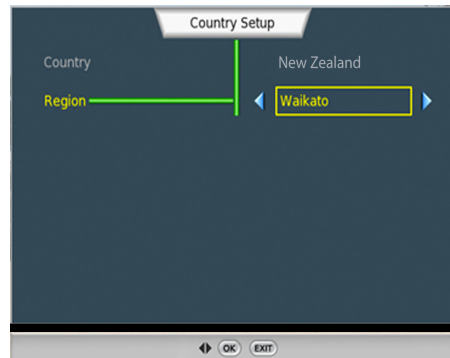 Country Setup
Country New Zealand
Region Waikato
OK EXIT